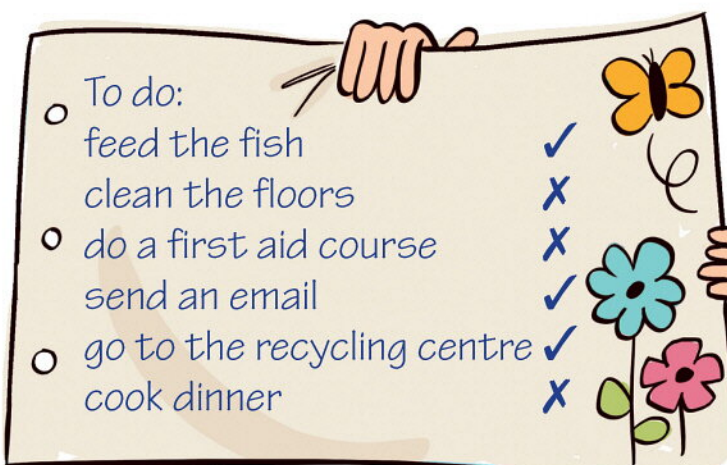 To do:
feed the fish ✓
clean the floors ✗
do a first aid course ✗
send an email ✓
go to the recycling centre ✓
cook dinner ✗